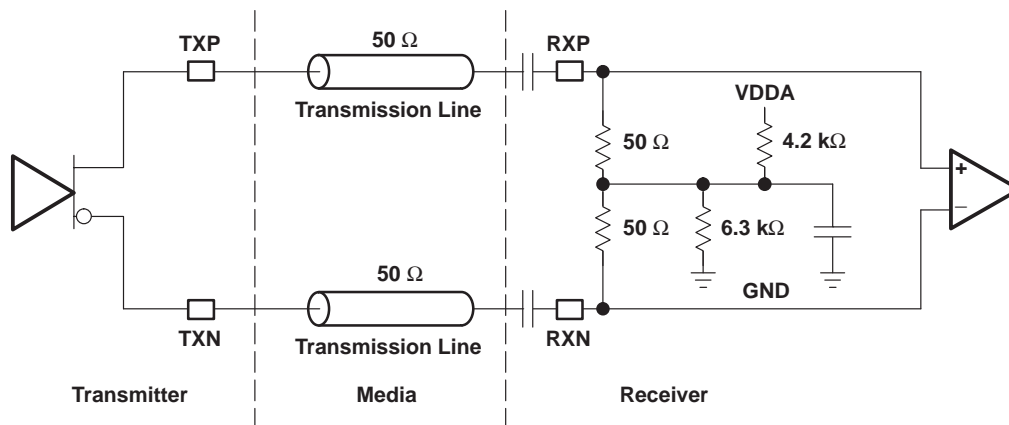 TXP
50 Ω
RXP
Transmission Line
VDDA
50 Ω
4.2 kΩ
+
–
50 Ω
6.3 kΩ
50 Ω
GND
TXN
Transmission Line
RXN
Transmitter
Media
Receiver